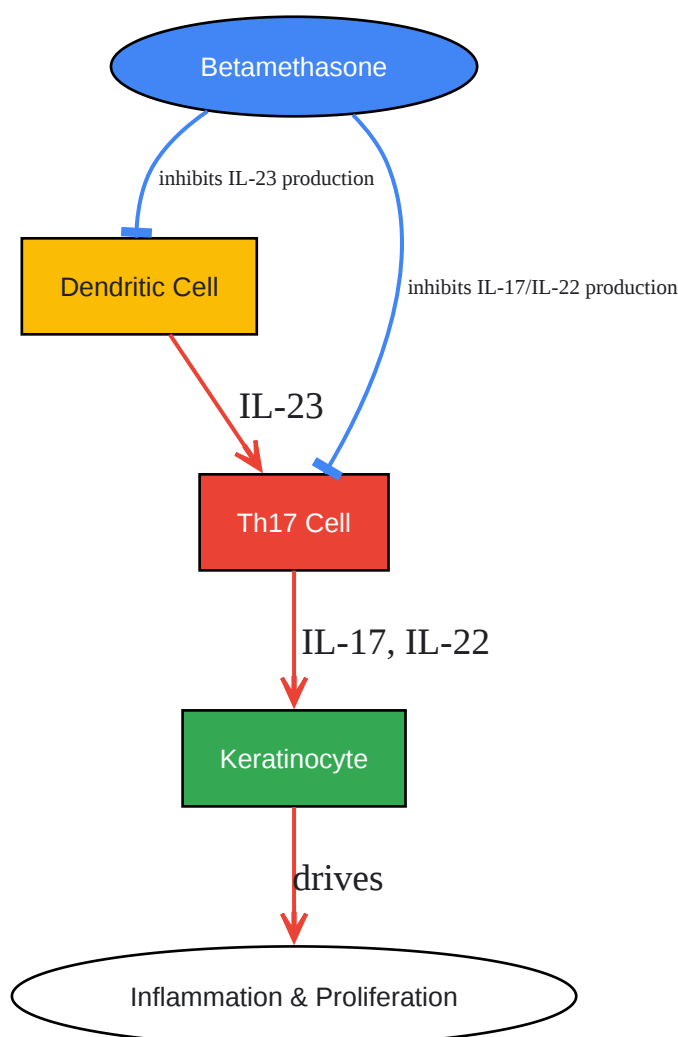 Betamethasone
inhibits IL-23 production
Dendritic Cell
inhibits IL-17/IL-22 production
IL-23
Th17 Cell
IL-17, IL-22
Keratinocyte
drives
Inflammation & Proliferation